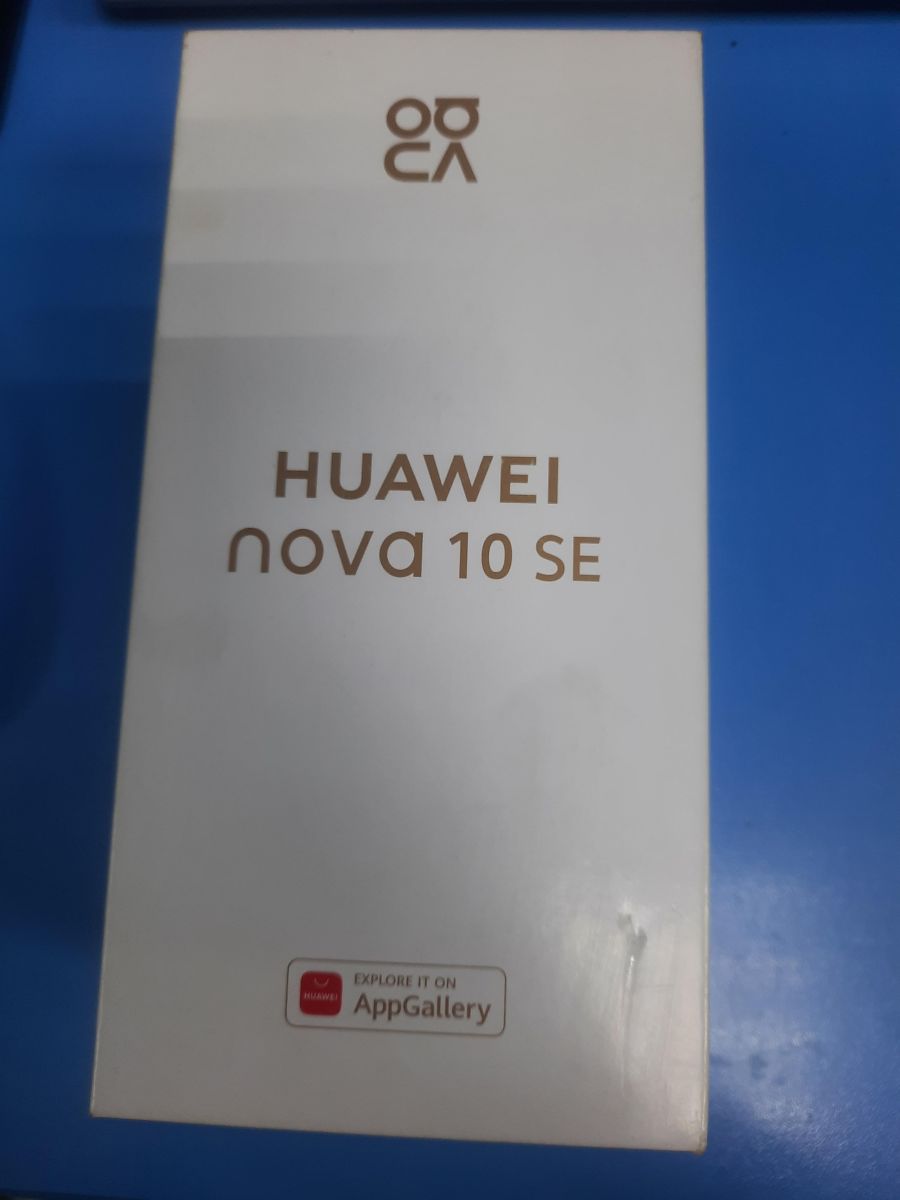 HUAWEI
nova 10 SE
HUAWEI
EXPLORE IT ON
AppGallery